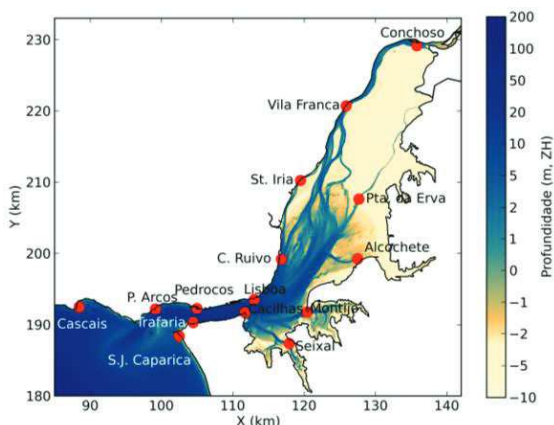 230
220
210
200
190
180
90
100
110
120
130
140
Y (km)
X (km)
Conchoso
Vila Franca
St. Iria
Pta. da Erva
C. Ruivo
Alcochete
Lisboa
Pedrocos
P. Arcos
Cascais
Trafaria
Cacilhas
Montijo
S.J. Caparica
Seixal
200
100
50
20
10
5
2
1
0
−1
−2
−5
−10
Profundidade (m, ZH)